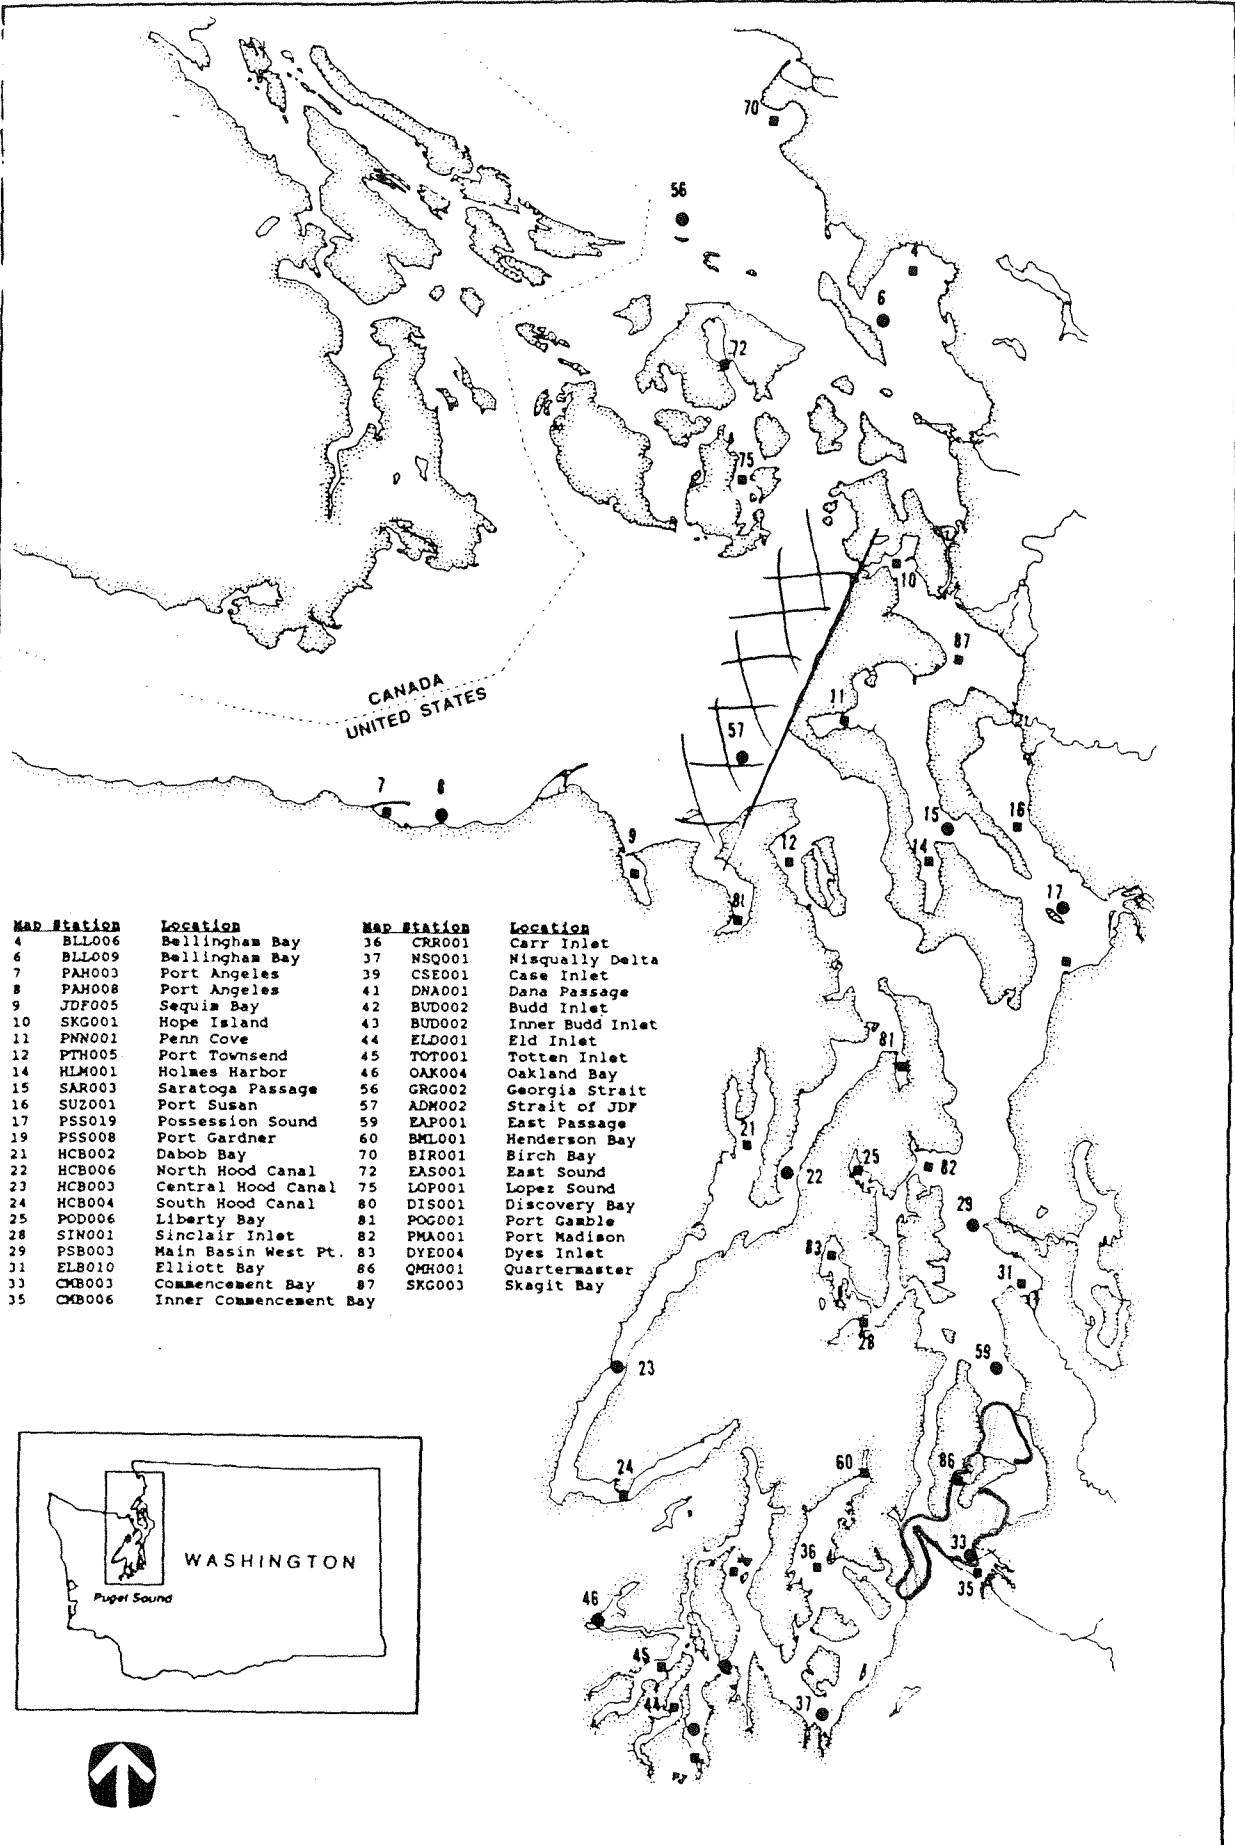 70
56
4
6
72
75
10
87
CANADA
UNITED STATES
11
57
7
8
15
16
9
12
14
17
Map Station Location Map Station Location
4 BLL006 Bellingham Bay 36 CRR001 Carr Inlet
6 BLL009 Bellingham Bay 37 NSQ001 Nisqually Delta
7 PAH003 Port Angeles 39 CSE001 Case Inlet
8 PAH008 Port Angeles 41 DNA001 Dana Passage
9 JDF005 Sequim Bay 42 BUD002 Budd Inlet
10 SKG001 Hope Island 43 BUD002 Inner Budd Inlet
11 PNN001 Penn Cove 44 ELD001 Eld Inlet
12 PTH005 Port Townsend 45 TOT001 Totten Inlet
14 HLM001 Holmes Harbor 46 OAK004 Oakland Bay
15 SAR003 Saratoga Passage 56 GRG002 Georgia Strait
16 SUZ001 Port Susan 57 ADM002 Strait of JDF
17 PSS019 Possession Sound 59 EAP001 East Passage
19 PSS008 Port Gardner 60 BML001 Henderson Bay
21 HCB002 Dabob Bay 70 BIR001 Birch Bay
22 HCB006 North Hood Canal 72 EAS001 East Sound
23 HCB003 Central Hood Canal 75 LOP001 Lopez Sound
24 HCB004 South Hood Canal 80 DIS001 Discovery Bay
25 POD006 Liberty Bay 81 POG001 Port Gamble
28 SIN001 Sinclair Inlet 82 PMA001 Port Madison
29 PSB003 Main Basin West Pt. 83 DYE004 Dyes Inlet
31 ELB010 Elliott Bay 86 QMH001 Quartermaster
33 CMB003 Commencement Bay 87 SKG003 Skagit Bay
35 CMB006 Inner Commencement Bay
81
21
22
25
82
29
83
31
28
23
59
24
60
86
36
33
35
46
45
44
37
WASHINGTON
Puget Sound